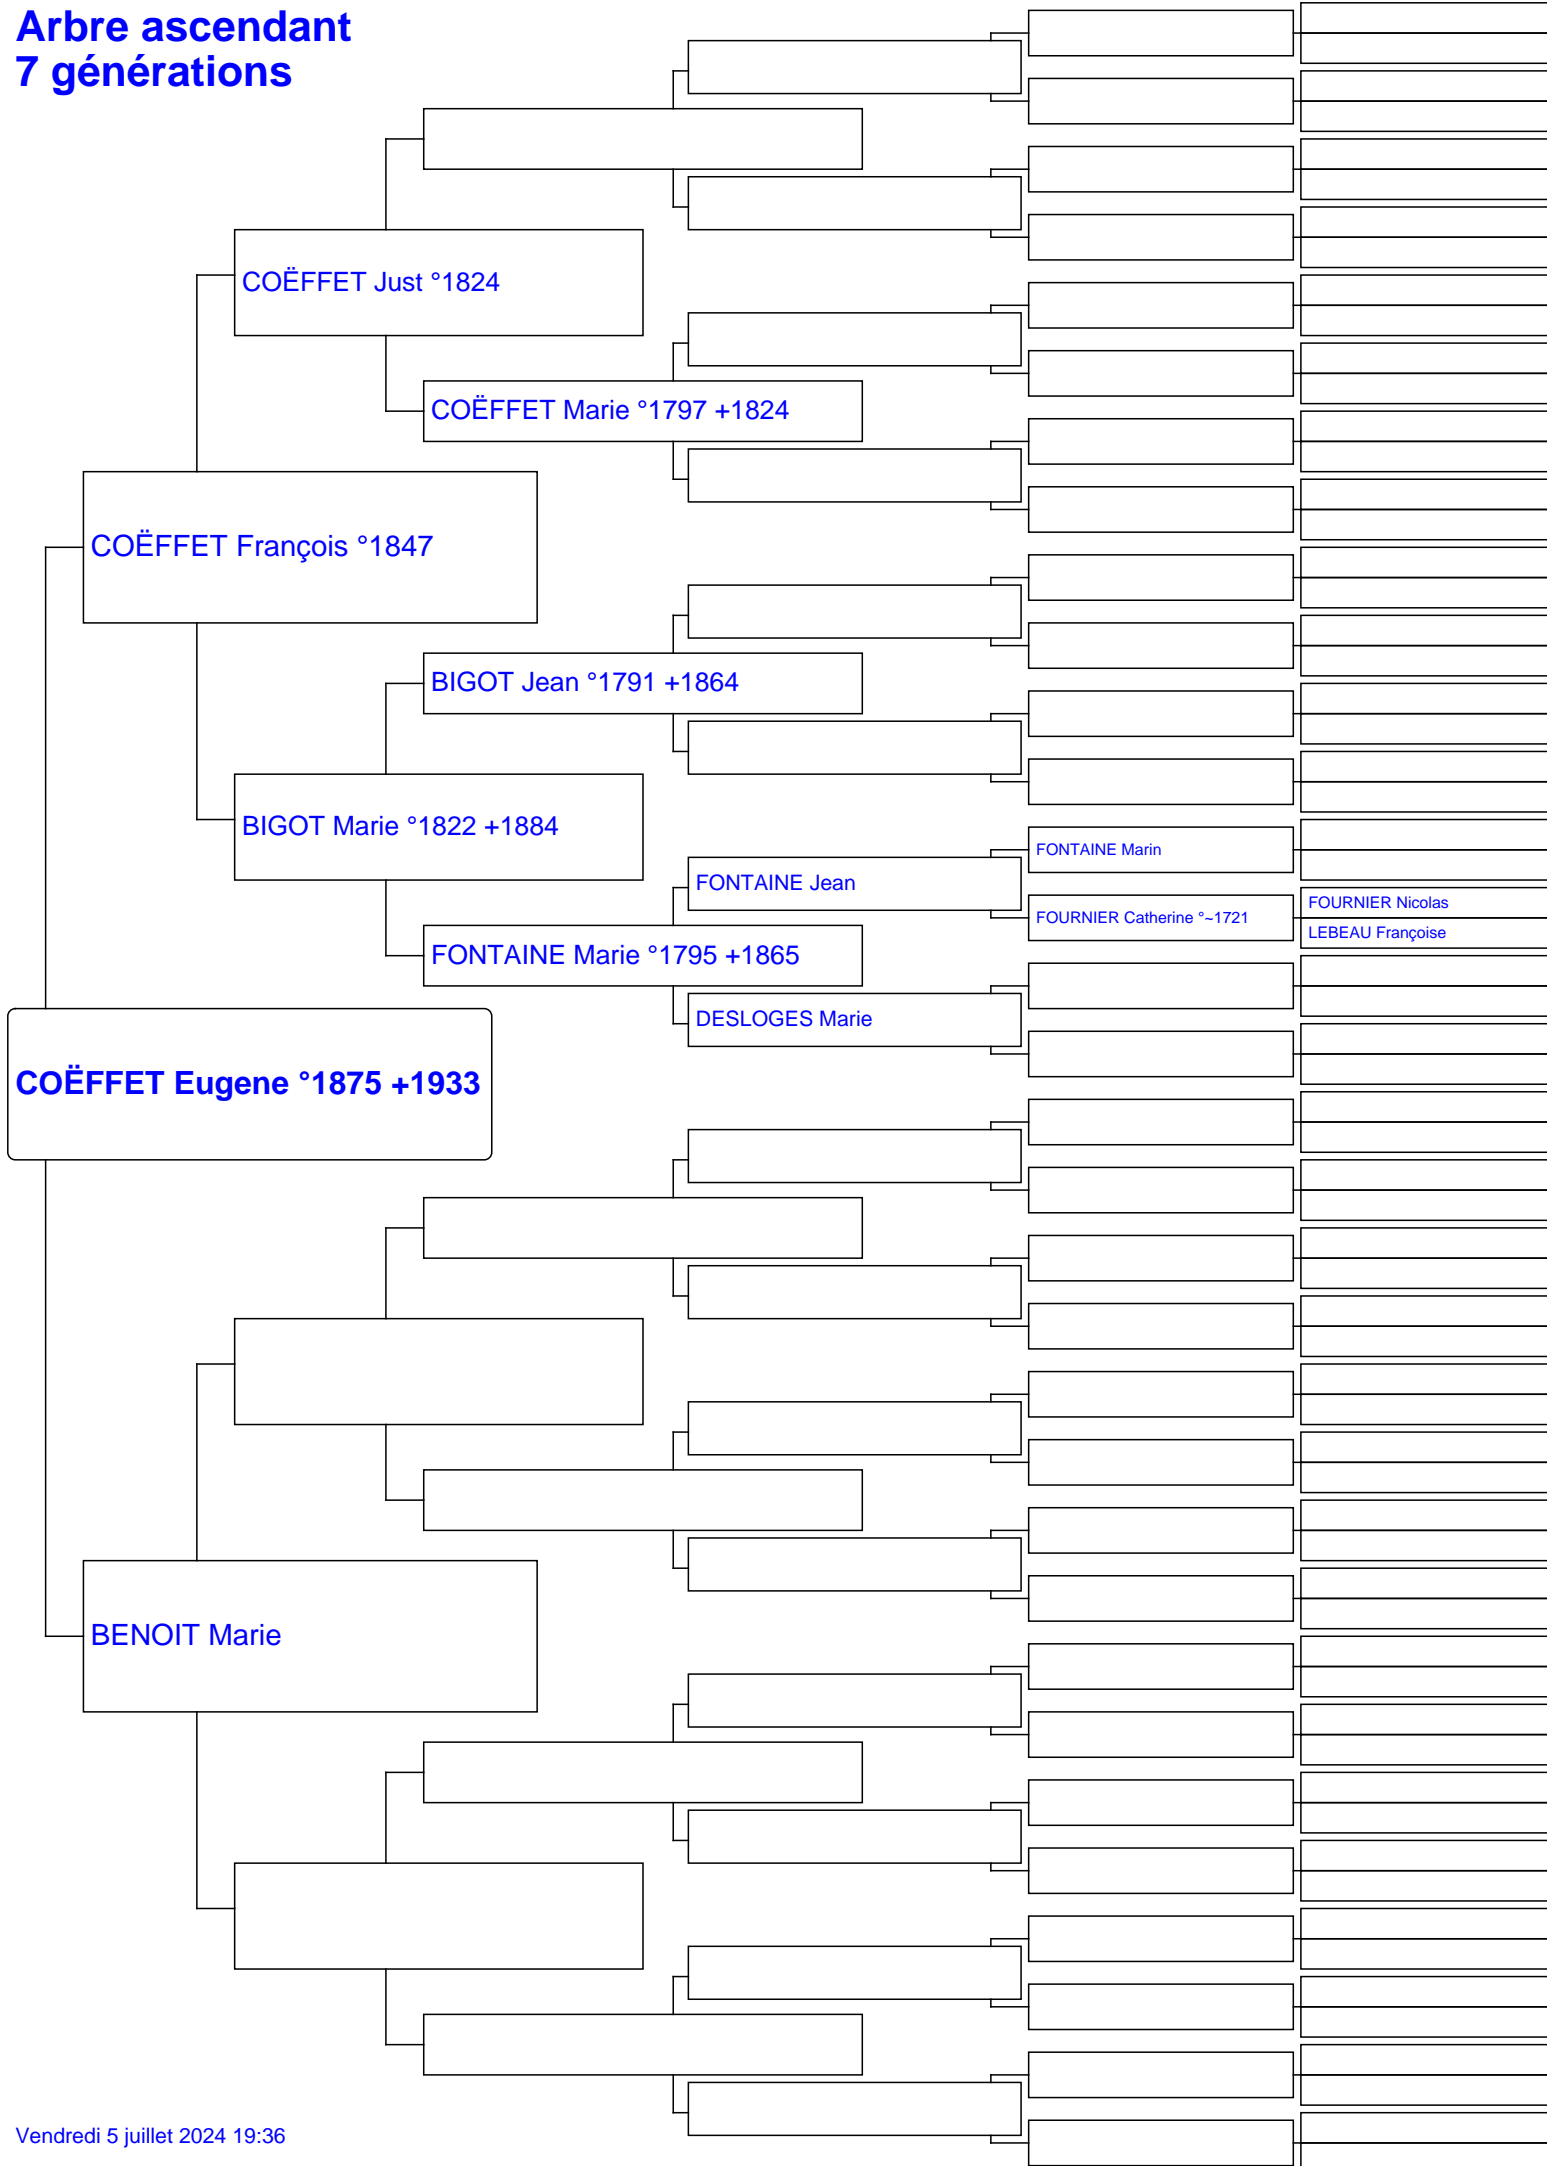 Arbre ascendant
7 générations
COËFFET Just °1824
COËFFET Marie °1797 +1824
COËFFET François °1847
BIGOT Jean °1791 +1864
BIGOT Marie °1822 +1884
FONTAINE Marin
FONTAINE Jean
FOURNIER Nicolas
FOURNIER Catherine °~1721
LEBEAU Françoise
FONTAINE Marie °1795 +1865
DESLOGES Marie
COËFFET Eugene °1875 +1933
BENOIT Marie
Vendredi 5 juillet 2024 19:36